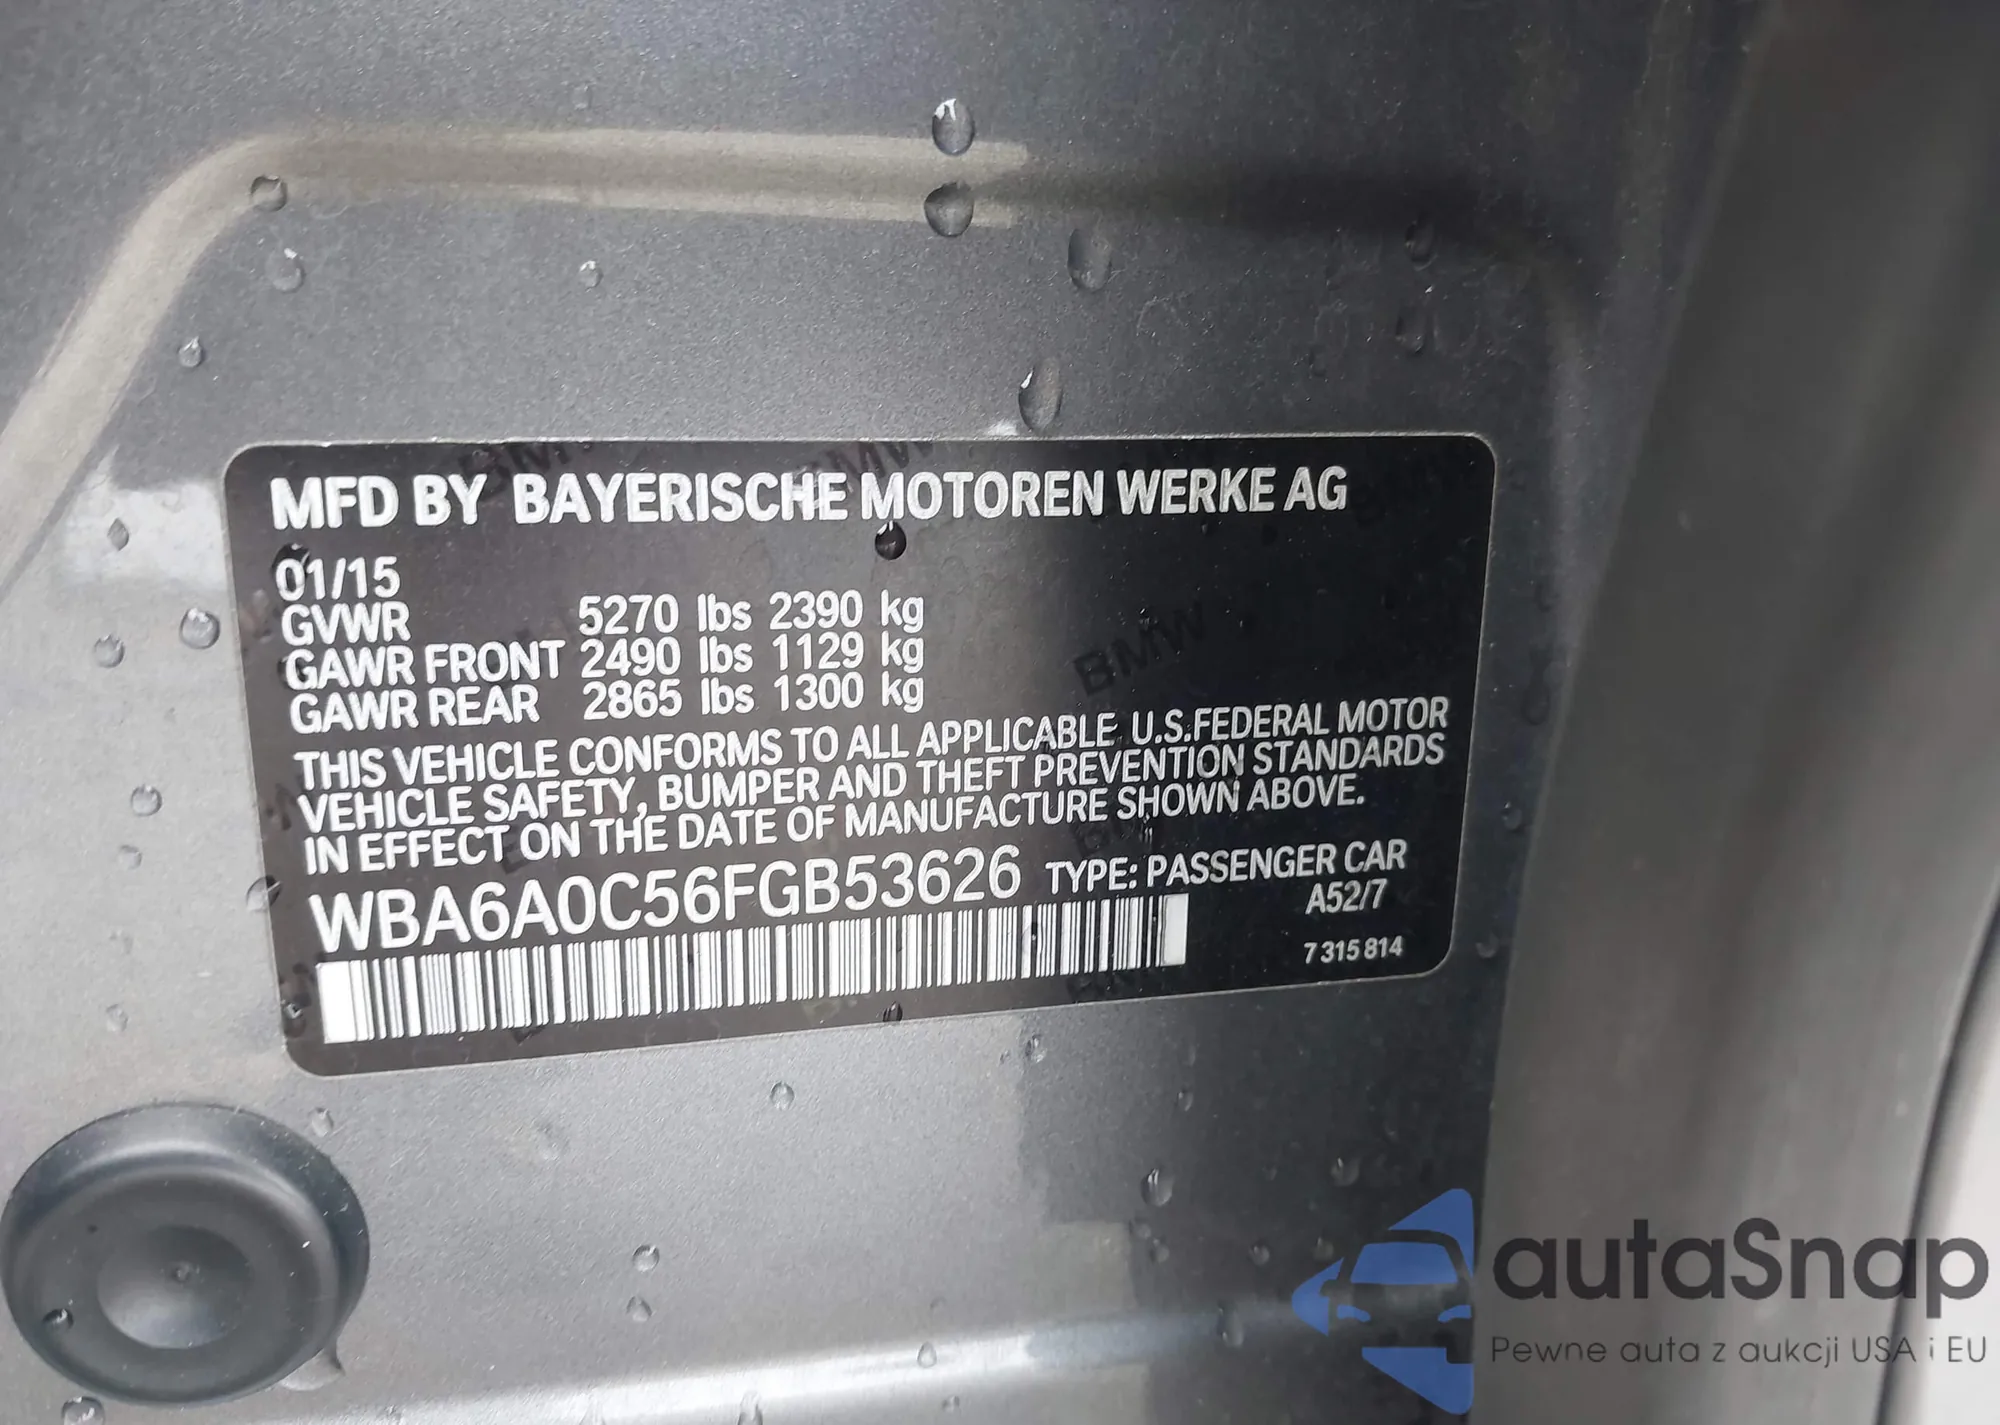 MFD BY BAYERISCHE MOTOREN WERKE AG
01/15
GVWR 5270 lbs 2390 kg
GAWR FRONT 2490 lbs 1129 kg
GAWR REAR 2865 lbs 1300 kg
THIS VEHICLE CONFORMS TO ALL APPLICABLE U.S.FEDERAL MOTOR
VEHICLE SAFETY, BUMPER AND THEFT PREVENTION STANDARDS
IN EFFECT ON THE DATE OF MANUFACTURE SHOWN ABOVE.
WBA6A0C56FGB53626 TYPE: PASSENGER CAR
A52/7
7 315 814
BMW
autaSnap
Pewne auta z aukcji USA i EU